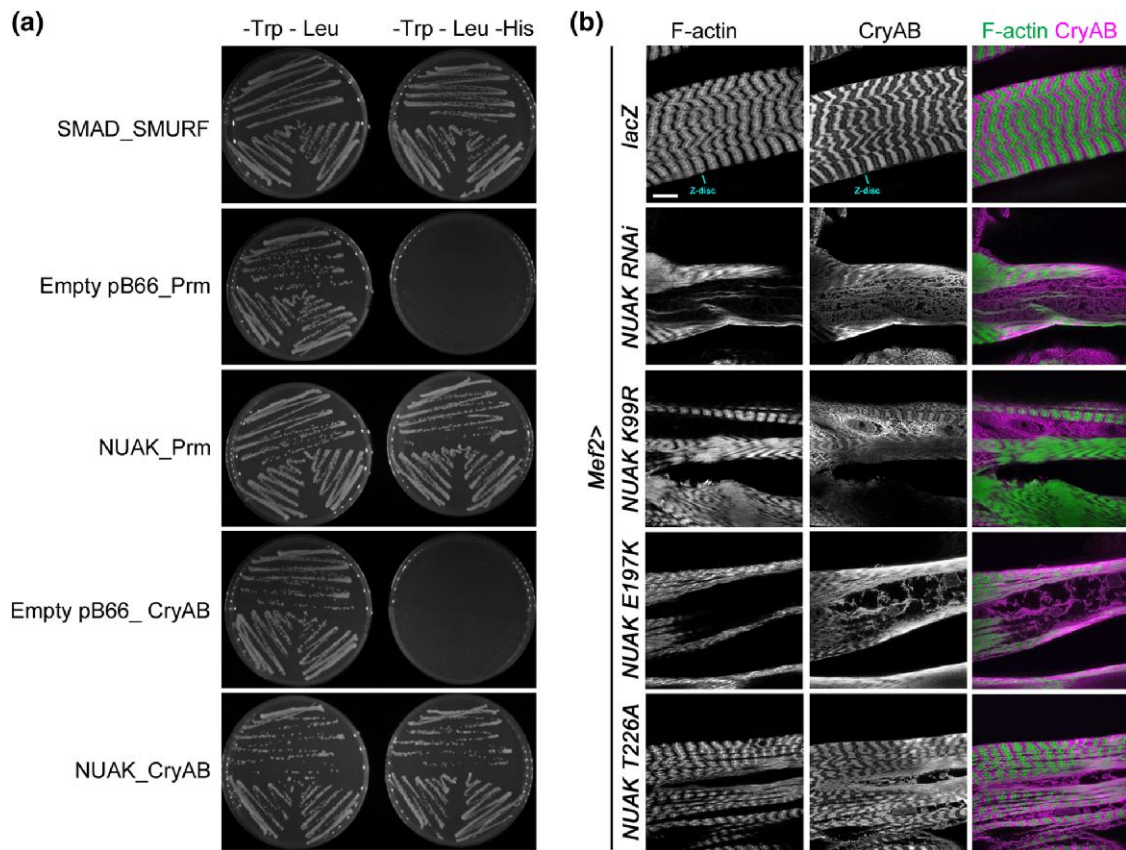 (a)
-Trp - Leu
-Trp - Leu -His
SMAD_SMURF
Empty pB66_Prm
NUAK_Prm
Empty pB66_ CryAB
NUAK_CryAB
(b)
F-actin
CryAB
F-actin CryAB
Mef2>
lacZ
Z-disc
Z-disc
NUAK RNAi
NUAK K99R
NUAK E197K
NUAK T226A